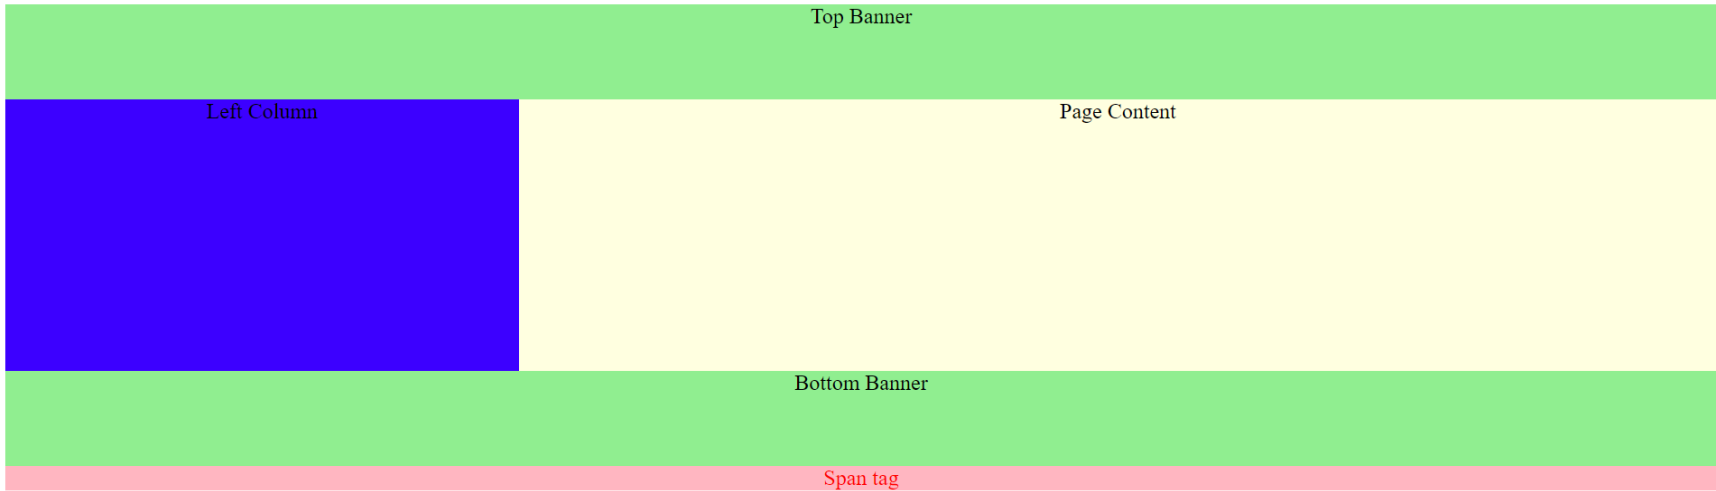 Top Banner
Left Column
Page Content
Bottom Banner
Span tag